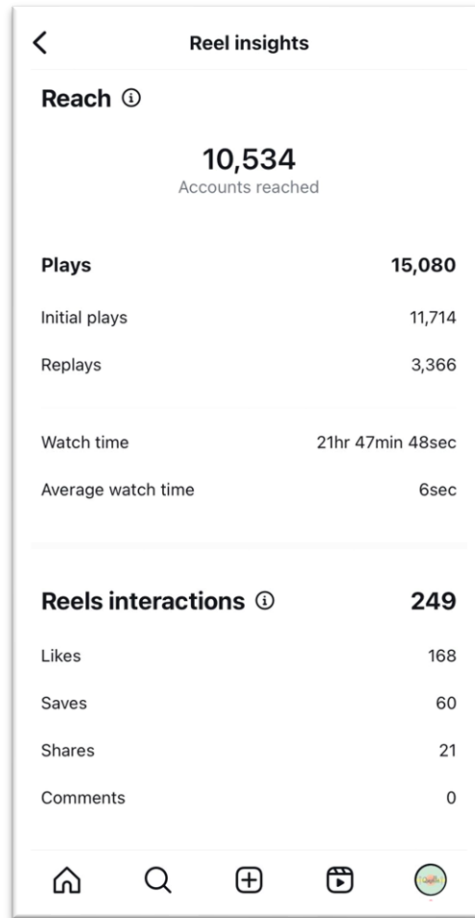 Reel insights
Reach
10,534
Accounts reached
Plays 15,080
Initial plays 11,714
Replays 3,366
Watch time 21hr 47min 48sec
Average watch time 6sec
Reels interactions 249
Likes 168
Saves 60
Shares 21
Comments 0